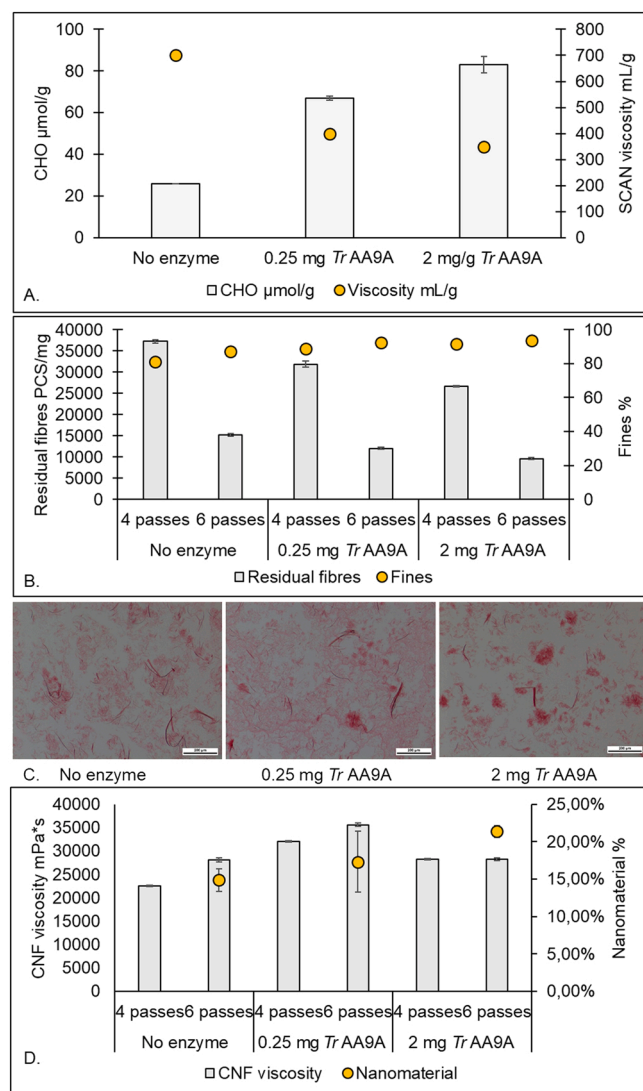 100
80
60
40
20
0
CHO µmol/g
800
700
600
500
400
300
200
100
0
SCAN viscosity mL/g
No enzyme 0.25 mg Tr AA9A 2 mg/g Tr AA9A
CHO µmol/g Viscosity mL/g
A.
40000
35000
30000
25000
20000
15000
10000
5000
0
Residual fibres PCS/mg
100
80
60
40
20
0
Fines %
4 passes 6 passes 4 passes 6 passes 4 passes 6 passes
No enzyme 0.25 mg Tr AA9A 2 mg Tr AA9A
Residual fibres Fines
B.
200 µm 200 µm 200 µm
C. No enzyme 0.25 mg Tr AA9A 2 mg Tr AA9A
40000
35000
30000
25000
20000
15000
10000
5000
0
CNF viscosity mPa*s
25,00%
20,00%
15,00%
10,00%
5,00%
0,00%
Nanomaterial %
4 passes 6 passes 4 passes 6 passes 4 passes 6 passes
No enzyme 0.25 mg Tr AA9A 2 mg Tr AA9A
CNF viscosity Nanomaterial
D.